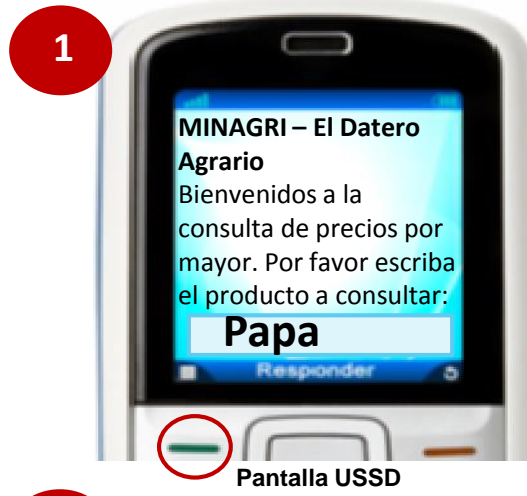 1
MINAGRI – El Datero
Agrario
Bienvenidos a la
consulta de precios por
mayor. Por favor escriba
el producto a consultar:
Papa
Responder
Pantalla USSD